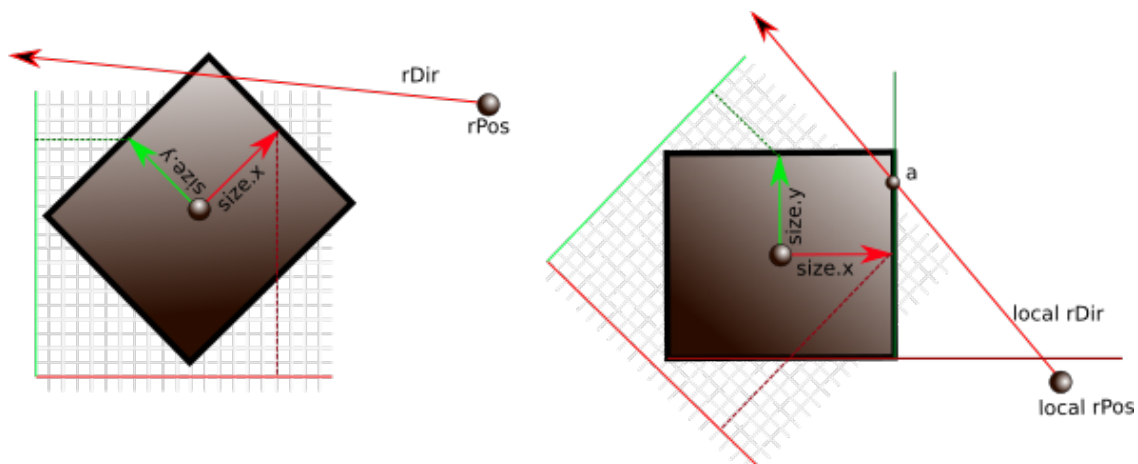 rDir
rPos
size.y
size.x
a
size.y
size.x
local rDir
local rPos